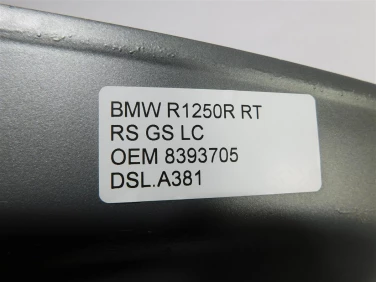 BMW R1250R RT
RS GS LC
OEM 8393705
DSL.A381